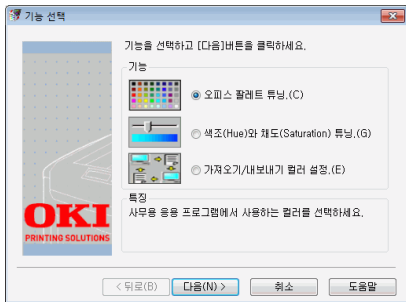 기능 선택
기능을 선택하고 [다음]버튼을 클릭하세요.
기능
오피스 팔레트 튜닝.(C)
색조(Hue)와 채도(Saturation) 튜닝.(G)
가져오기/내보내기 컬러 설정.(E)
특징
사무용 응용 프로그램에서 사용하는 컬러를 선택하세요.
OKI
PRINTING SOLUTIONS
< 뒤로(B) 다음(N) > 취소 도움말